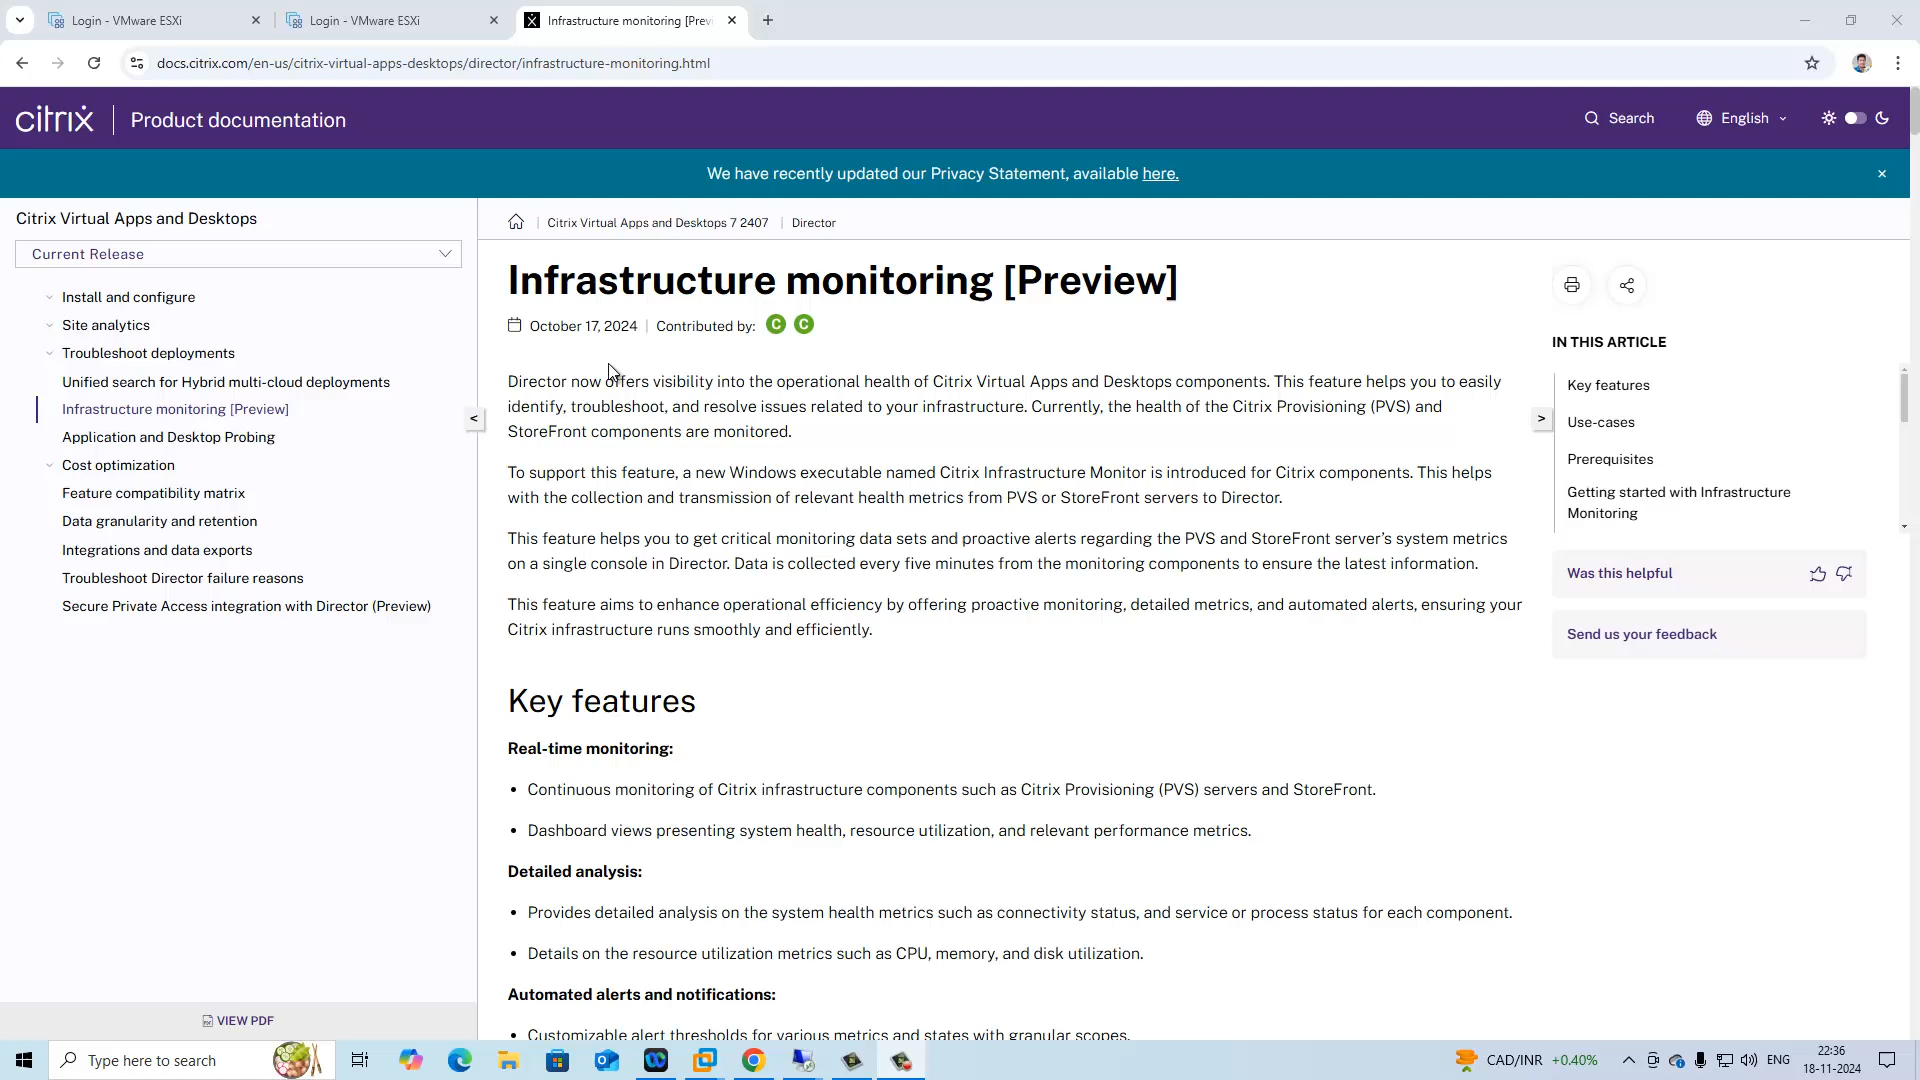 Login - VMware ESXi
Login - VMware ESXi
Infrastructure monitoring [Prev
docs.citrix.com/en-us/citrix-virtual-apps-desktops/director/infrastructure-monitoring.html
citrix
Product documentation
Search
English
We have recently updated our Privacy Statement, available here.
Citrix Virtual Apps and Desktops
Current Release
Install and configure
Site analytics
Troubleshoot deployments
Unified search for Hybrid multi-cloud deployments
Infrastructure monitoring [Preview]
Application and Desktop Probing
Cost optimization
Feature compatibility matrix
Data granularity and retention
Integrations and data exports
Troubleshoot Director failure reasons
Secure Private Access integration with Director (Preview)
VIEW PDF
<
Citrix Virtual Apps and Desktops 7 2407 | Director
Infrastructure monitoring [Preview]
October 17, 2024 | Contributed by: C C
Director now offers visibility into the operational health of Citrix Virtual Apps and Desktops components. This feature helps you to easily
identify, troubleshoot, and resolve issues related to your infrastructure. Currently, the health of the Citrix Provisioning (PVS) and
StoreFront components are monitored.
To support this feature, a new Windows executable named Citrix Infrastructure Monitor is introduced for Citrix components. This helps
with the collection and transmission of relevant health metrics from PVS or StoreFront servers to Director.
This feature helps you to get critical monitoring data sets and proactive alerts regarding the PVS and StoreFront server’s system metrics
on a single console in Director. Data is collected every five minutes from the monitoring components to ensure the latest information.
This feature aims to enhance operational efficiency by offering proactive monitoring, detailed metrics, and automated alerts, ensuring your
Citrix infrastructure runs smoothly and efficiently.
Key features
Real-time monitoring:
• Continuous monitoring of Citrix infrastructure components such as Citrix Provisioning (PVS) servers and StoreFront.
• Dashboard views presenting system health, resource utilization, and relevant performance metrics.
Detailed analysis:
• Provides detailed analysis on the system health metrics such as connectivity status, and service or process status for each component.
• Details on the resource utilization metrics such as CPU, memory, and disk utilization.
Automated alerts and notifications:
• Customizable alert thresholds for various metrics and states with granular scopes.
>
IN THIS ARTICLE
Key features
Use-cases
Prerequisites
Getting started with Infrastructure
Monitoring
Was this helpful
Send us your feedback
Type here to search
CAD/INR +0.40%
ENG
22:36
18-11-2024